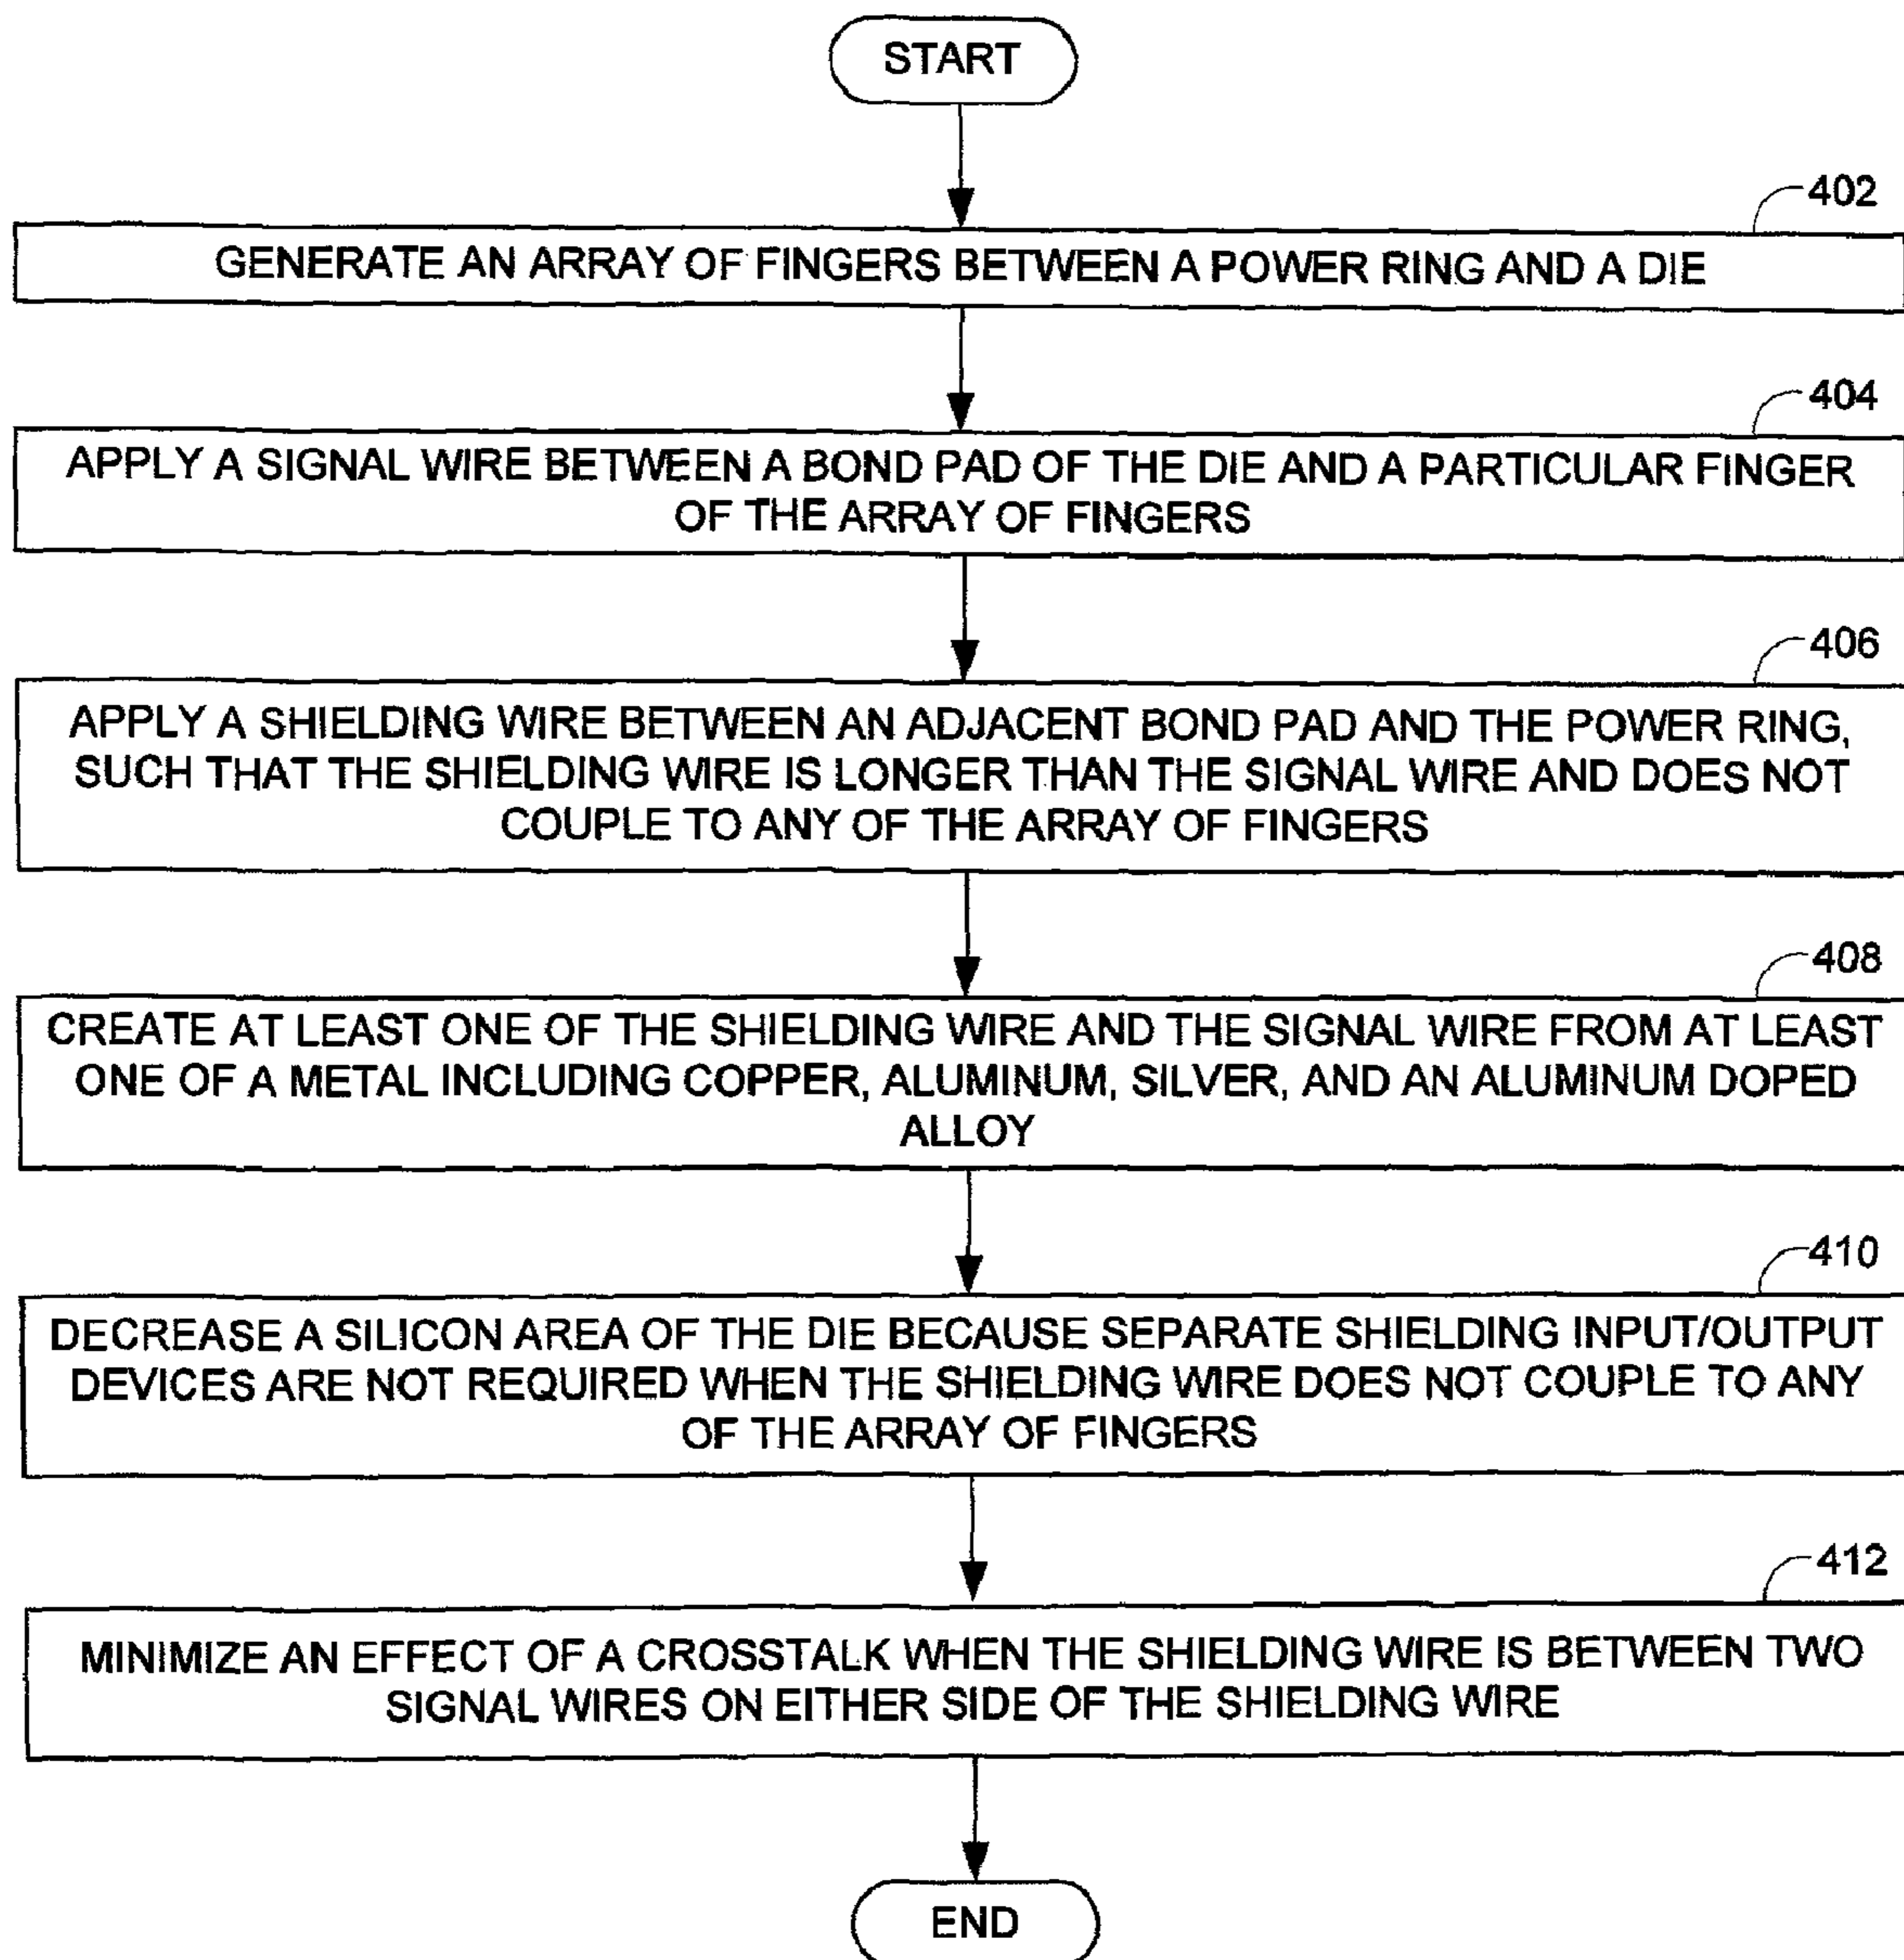 START
402
GENERATE AN ARRAY OF FINGERS BETWEEN A POWER RING AND A DIE
404
APPLY A SIGNAL WIRE BETWEEN A BOND PAD OF THE DIE AND A PARTICULAR FINGER
OF THE ARRAY OF FINGERS
406
APPLY A SHIELDING WIRE BETWEEN AN ADJACENT BOND PAD AND THE POWER RING,
SUCH THAT THE SHIELDING WIRE IS LONGER THAN THE SIGNAL WIRE AND DOES NOT
COUPLE TO ANY OF THE ARRAY OF FINGERS
408
CREATE AT LEAST ONE OF THE SHIELDING WIRE AND THE SIGNAL WIRE FROM AT LEAST
ONE OF A METAL INCLUDING COPPER, ALUMINUM, SILVER, AND AN ALUMINUM DOPED
ALLOY
410
DECREASE A SILICON AREA OF THE DIE BECAUSE SEPARATE SHIELDING INPUT/OUTPUT
DEVICES ARE NOT REQUIRED WHEN THE SHIELDING WIRE DOES NOT COUPLE TO ANY
OF THE ARRAY OF FINGERS
412
MINIMIZE AN EFFECT OF A CROSSTALK WHEN THE SHIELDING WIRE IS BETWEEN TWO
SIGNAL WIRES ON EITHER SIDE OF THE SHIELDING WIRE
END